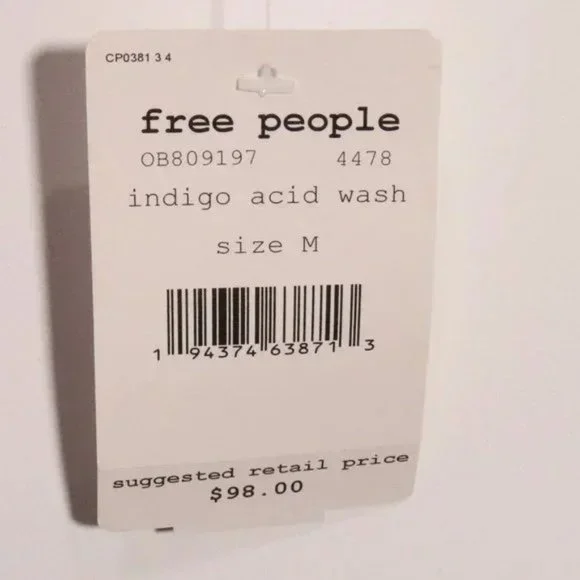 CP0381 3 4
free people
OB809197 4478
indigo acid wash
size M
1 94374 63871 3
suggested retail price
$98.00